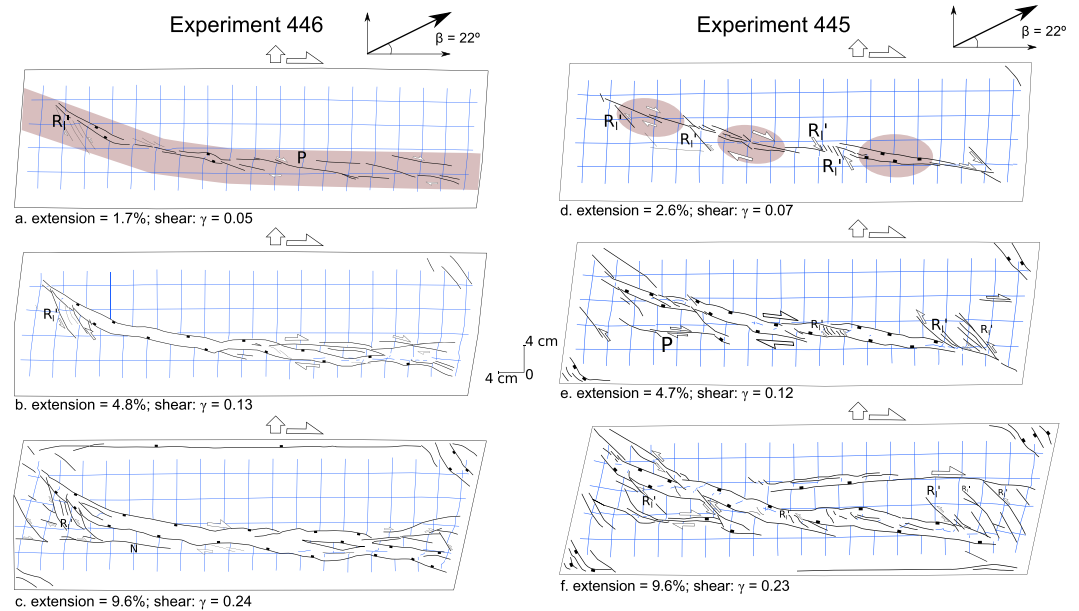 Experiment 446
β = 22º
Rl'
P
a. extension = 1.7%; shear: γ = 0.05
Rl'
b. extension = 4.8%; shear: γ = 0.13
Rl'
N
c. extension = 9.6%; shear: γ = 0.24
4 cm
4 cm 0
Experiment 445
β = 22º
Rl'
Rl'
Rl'
Rl'
d. extension = 2.6%; shear: γ = 0.07
Rl'
Rl'
Rl'
P
e. extension = 4.7%; shear: γ = 0.12
Rl'
Rl'
Rl'
Rl'
Rl'
f. extension = 9.6%; shear: γ = 0.23